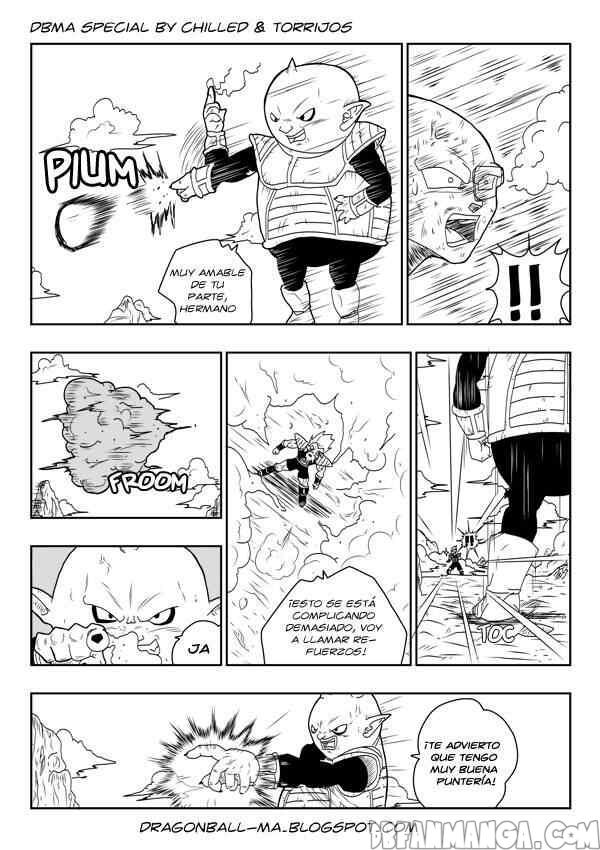 DBMA SPECIAL BY CHILLED & TORRIJOS
PIUM
MUY AMABLE
DE TU
PARTE,
HERMANO
!!
FROOM
¡ESTO SE ESTÁ
COMPLICANDO
DEMASIADO, VOY
A LLAMAR RE-
FUERZOS!
!!
TOC
JA
¡TE ADVIERTO
QUE TENGO
MUY BUENA
PUNTERÍA!
DRAGONBALL-MA.BLOGSPOT.COM
DBFANMANGA.COM